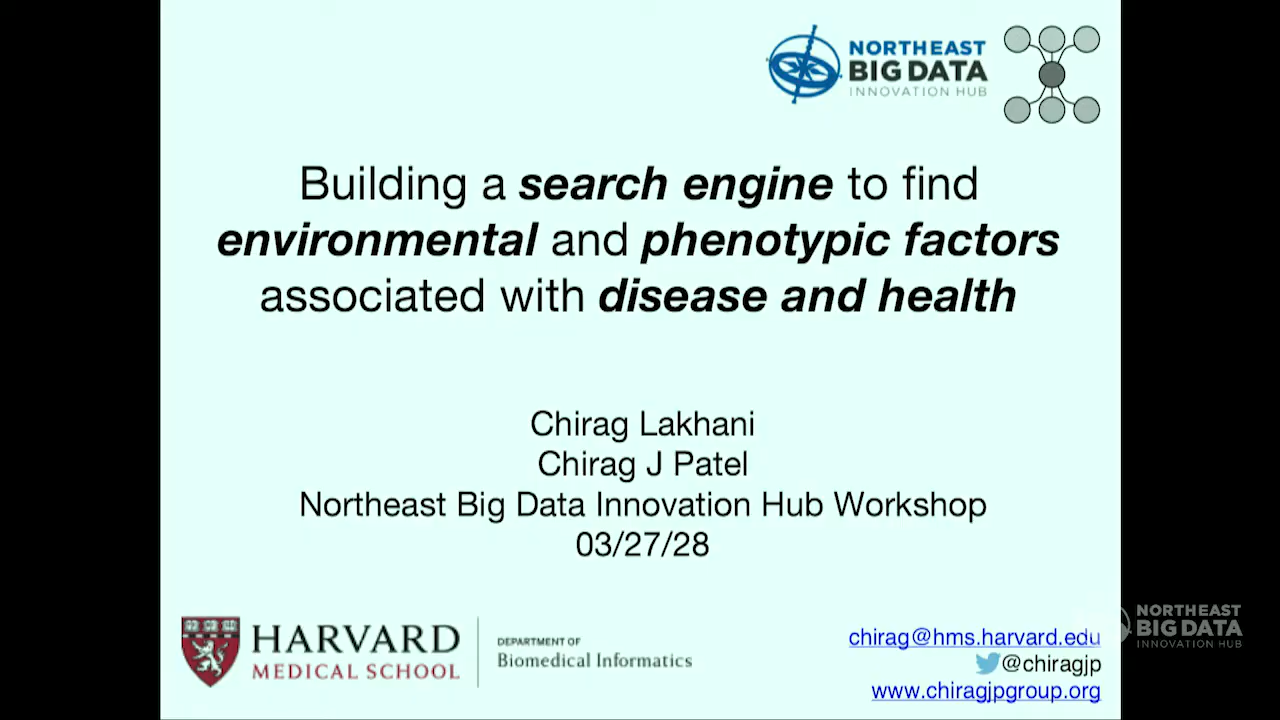 NORTHEAST
BIG DATA
INNOVATION HUB
Building a search engine to find
environmental and phenotypic factors
associated with disease and health
Chirag Lakhani
Chirag J Patel
Northeast Big Data Innovation Hub Workshop
03/27/28
HARVARD
MEDICAL SCHOOL
DEPARTMENT OF
Biomedical Informatics
chirag@hms.harvard.edu
@chiragjp
www.chiragjpgroup.org
NORTHEAST
BIG DATA
INNOVATION HUB